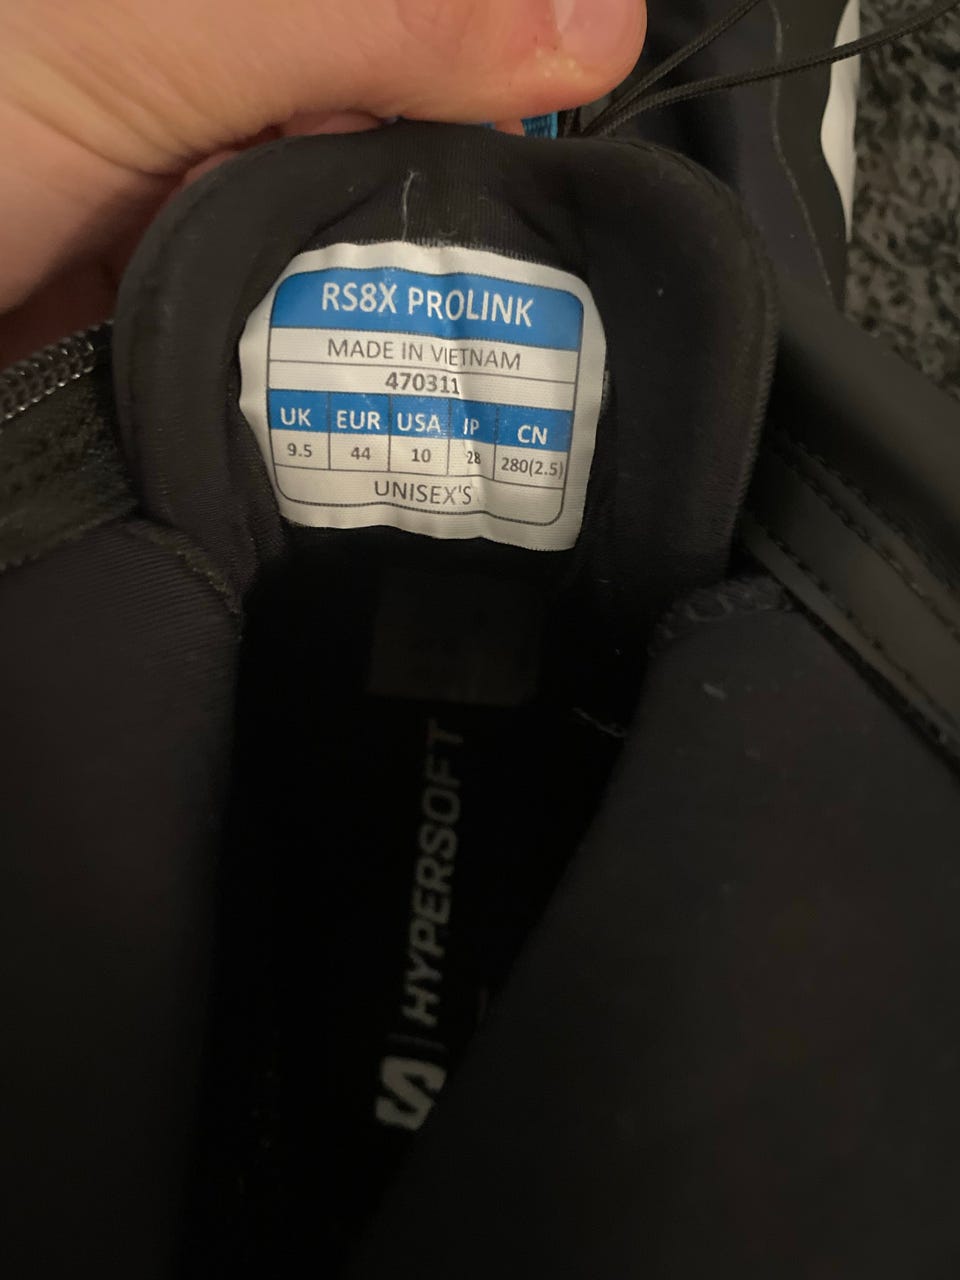 RS8X PROLINK
MADE IN VIETNAM
470311
UK EUR USA JP CN
9.5 44 10 28 280(2.5)
UNISEX'S
S | HYPERSOFT